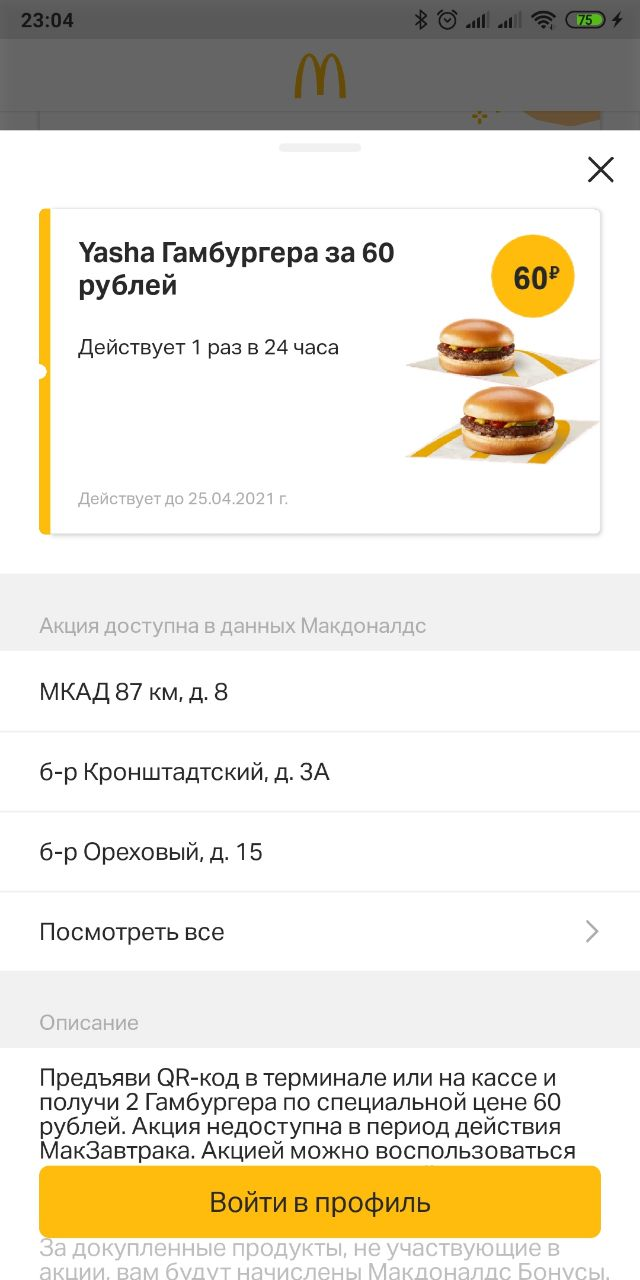 23:04
75
Yasha Гамбургера за 60
рублей
60₽
Действует 1 раз в 24 часа
Действует до 25.04.2021 г.
Акция доступна в данных Макдоналдс
МКАД 87 км, д. 8
б-р Кронштадтский, д. 3А
б-р Ореховый, д. 15
Посмотреть все
Описание
Предъяви QR-код в терминале или на кассе и
получи 2 Гамбургера по специальной цене 60
рублей. Акция недоступна в период действия
МакЗавтрака. Акцией можно воспользоваться
Войти в профиль
За докупленные продукты, не участвующие в
акции, вам будут начислены Макдоналдс Бонусы.